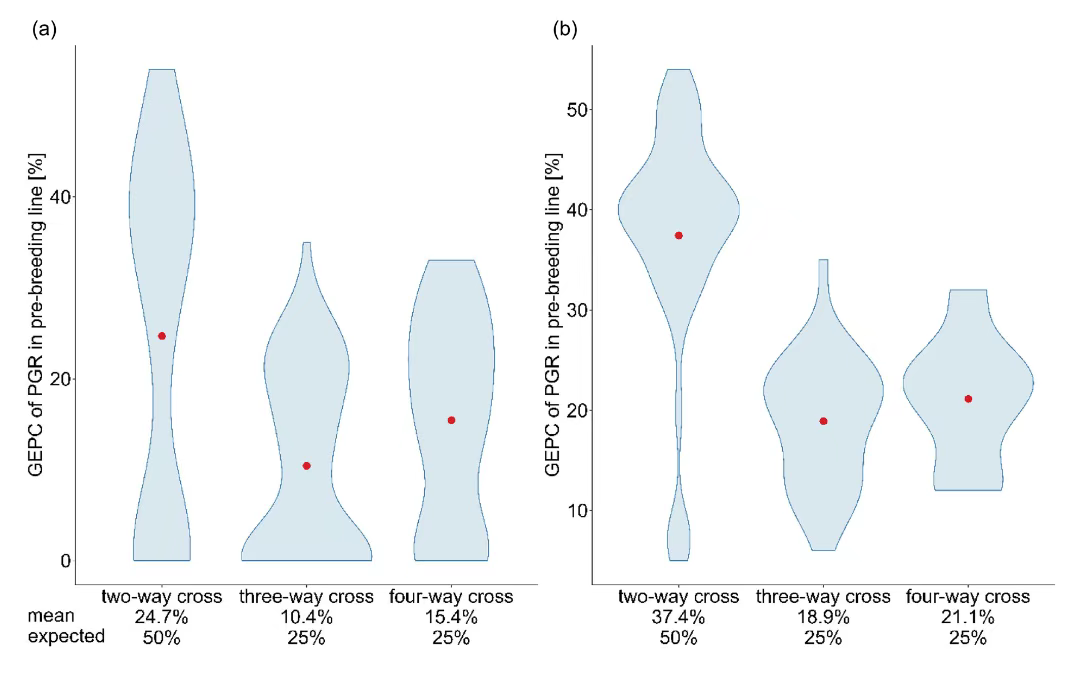 (a)
GEPC of PGR in pre-breeding line [%]
40
20
0
two-way cross three-way cross four-way cross
mean 24.7% 10.4% 15.4%
expected 50% 25% 25%
(b)
GEPC of PGR in pre-breeding line [%]
50
40
30
20
10
two-way cross three-way cross four-way cross
37.4% 18.9% 21.1%
50% 25% 25%